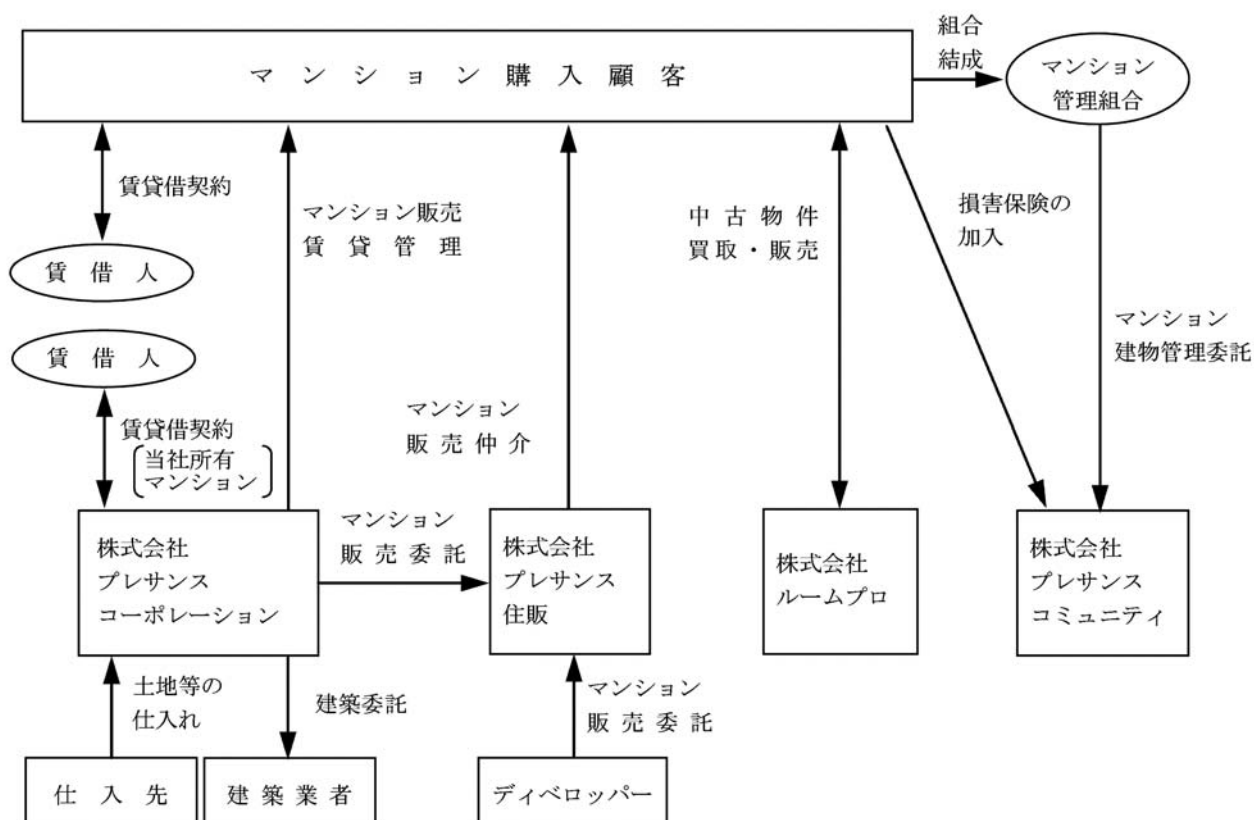 マンション購入顧客
組合
結成
マンション
管理組合
賃貸借契約
マンション販売
賃貸管理
中古物件
買取・販売
損害保険の
加入
賃借人
賃借人
マンション
建物管理委託
賃貸借契約
当社所有
マンション
マンション
販売仲介
株式会社
プレサンス
コーポレーション
マンション
販売委託
株式会社
プレサンス
住販
株式会社
ルームプロ
株式会社
プレサンス
コミュニティ
土地等の
仕入れ
建築委託
マンション
販売委託
仕入先
建築業者
ディベロッパー